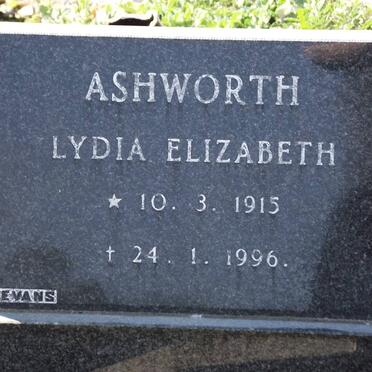 ASHWORTH
LYDIA ELIZABETH
★ 10. 3. 1915
† 24. 1. 1996.
EVANS